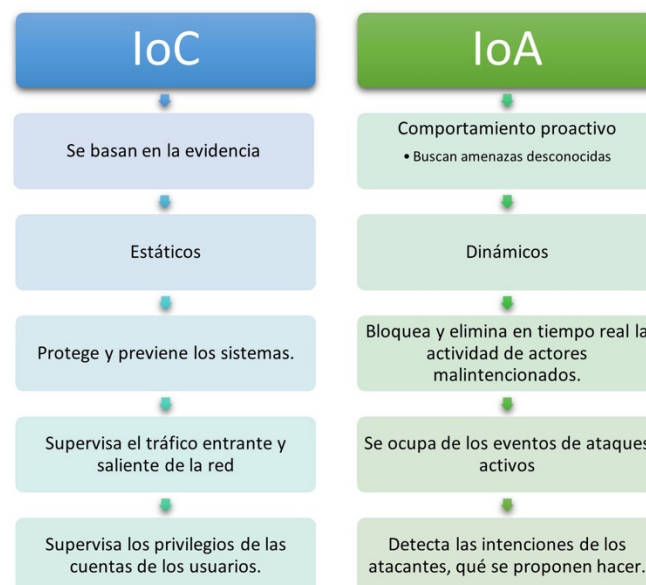 IoC
Se basan en la evidencia
Estáticos
Protege y previene los sistemas.
Supervisa el tráfico entrante y
saliente de la red
Supervisa los privilegios de las
cuentas de los usuarios.
IoA
Comportamiento proactivo
• Buscan amenazas desconocidas
Dinámicos
Bloquea y elimina en tiempo real la
actividad de actores
malintencionados.
Se ocupa de los eventos de ataques
activos
Detecta las intenciones de los
atacantes, qué se proponen hacer.